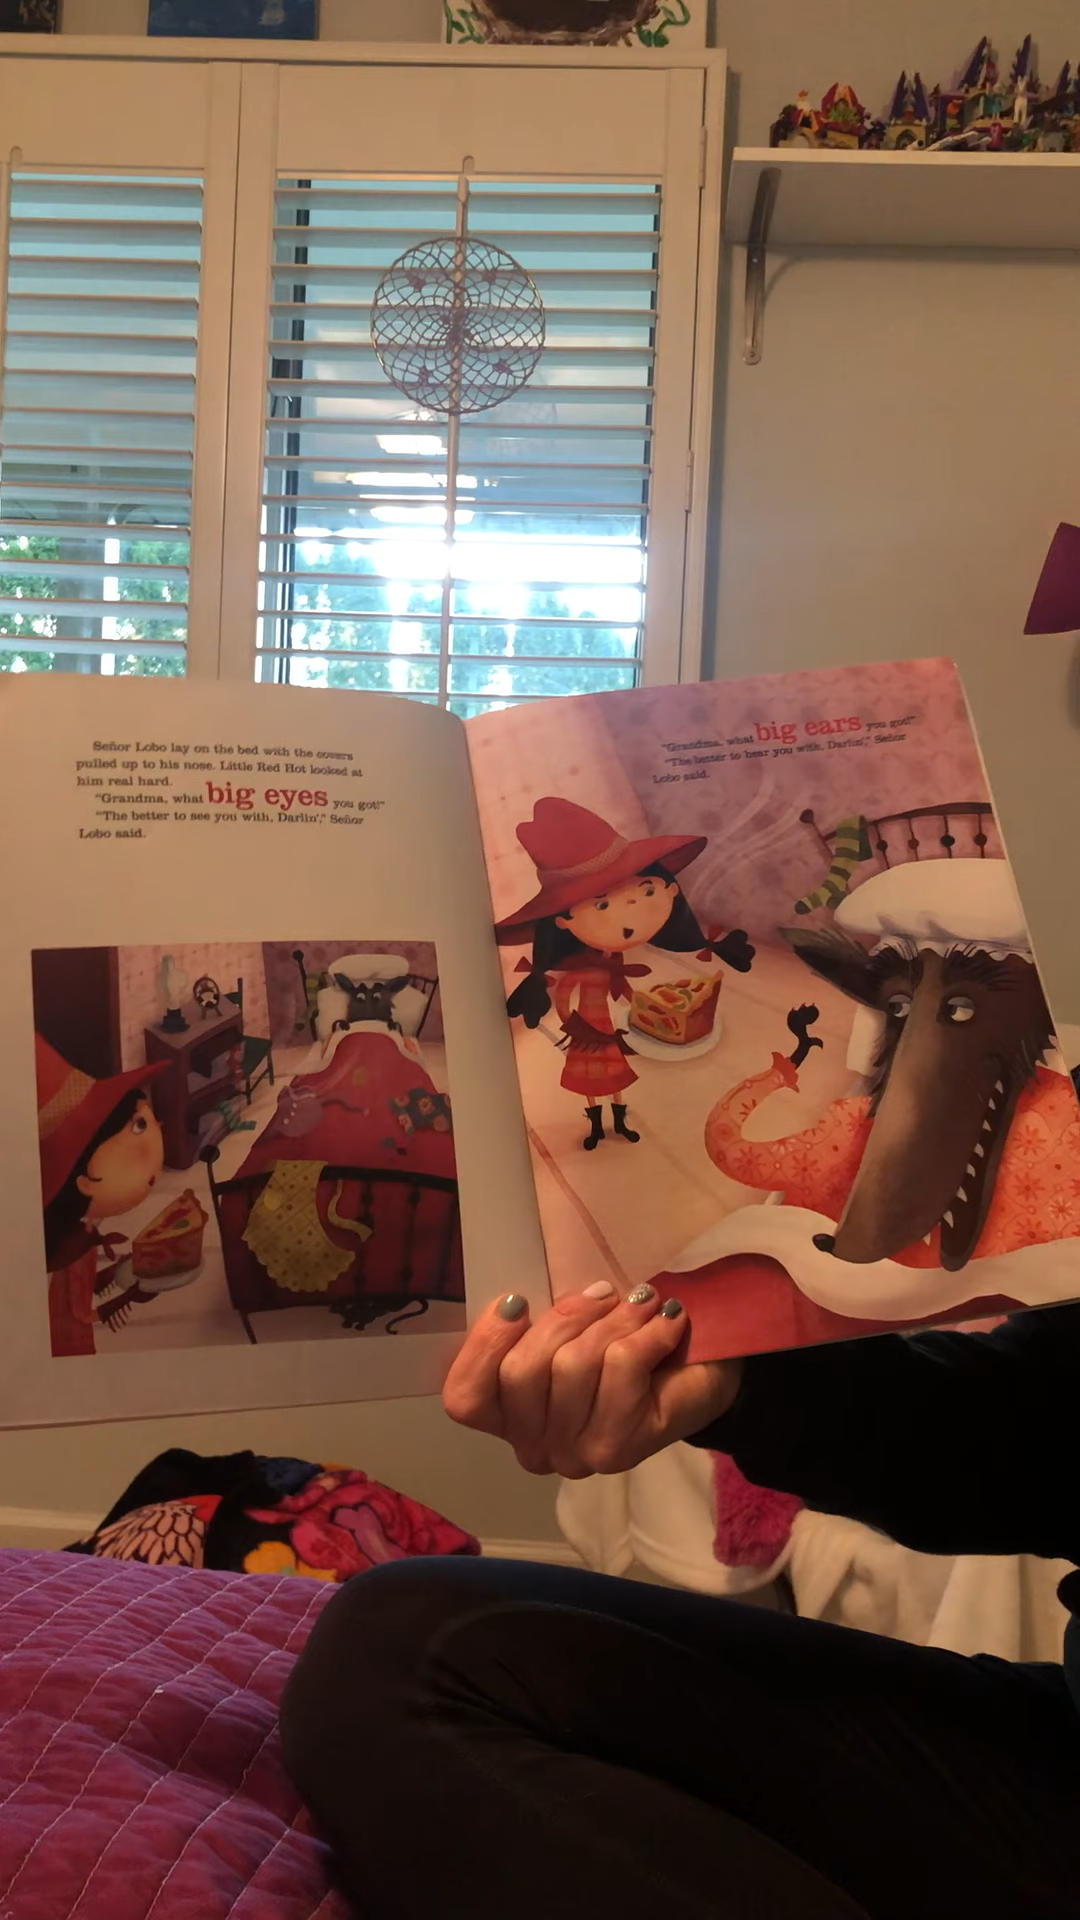 Señor Lobo lay on the bed with the covers
pulled up to his nose. Little Red Hot looked at
him real hard.
"Grandma, what big eyes you got!"
"The better to see you with, Darlin'," Señor
Lobo said.
"Grandma, what big ears you got!"
"The better to hear you with, Darlin'," Señor
Lobo said.